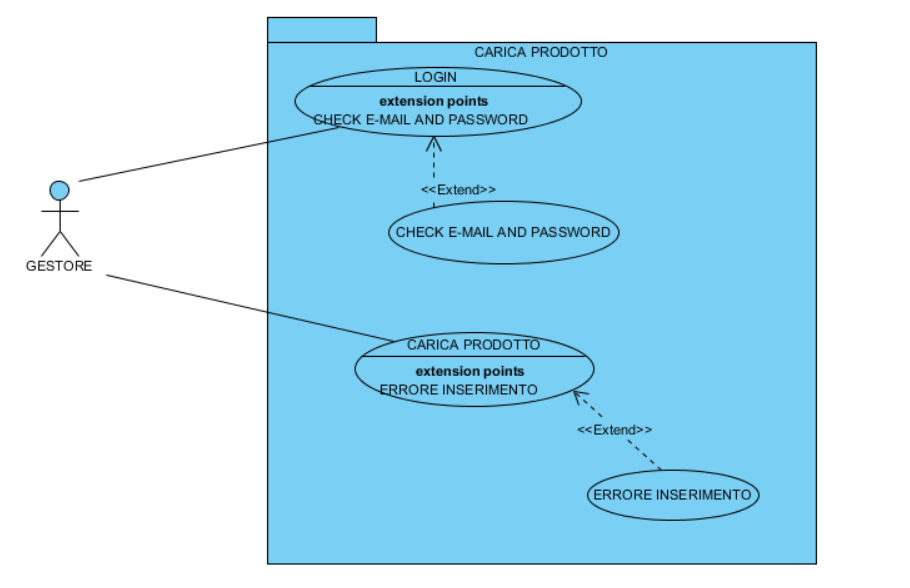 CARICA PRODOTTO
LOGIN
extension points
CHECK E-MAIL AND PASSWORD
<<Extend>>
CHECK E-MAIL AND PASSWORD
GESTORE
CARICA PRODOTTO
extension points
ERRORE INSERIMENTO
<<Extend>>
ERRORE INSERIMENTO